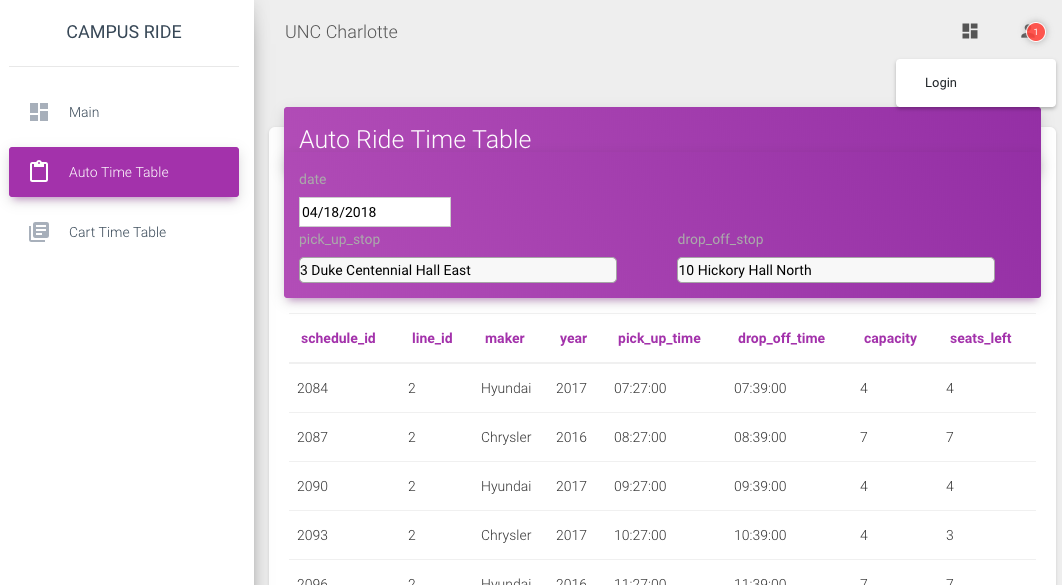 CAMPUS RIDE
Main
Auto Time Table
Cart Time Table
UNC Charlotte
1
Login
Auto Ride Time Table
date
04/18/2018
pick_up_stop drop_off_stop
3 Duke Centennial Hall East 10 Hickory Hall North
schedule_id line_id maker year pick_up_time drop_off_time capacity seats_left
2084 2 Hyundai 2017 07:27:00 07:39:00 4 4
2087 2 Chrysler 2016 08:27:00 08:39:00 7 7
2090 2 Hyundai 2017 09:27:00 09:39:00 4 4
2093 2 Chrysler 2017 10:27:00 10:39:00 4 3
2096 2 Hyundai 2016 11:27:00 11:39:00 7 7